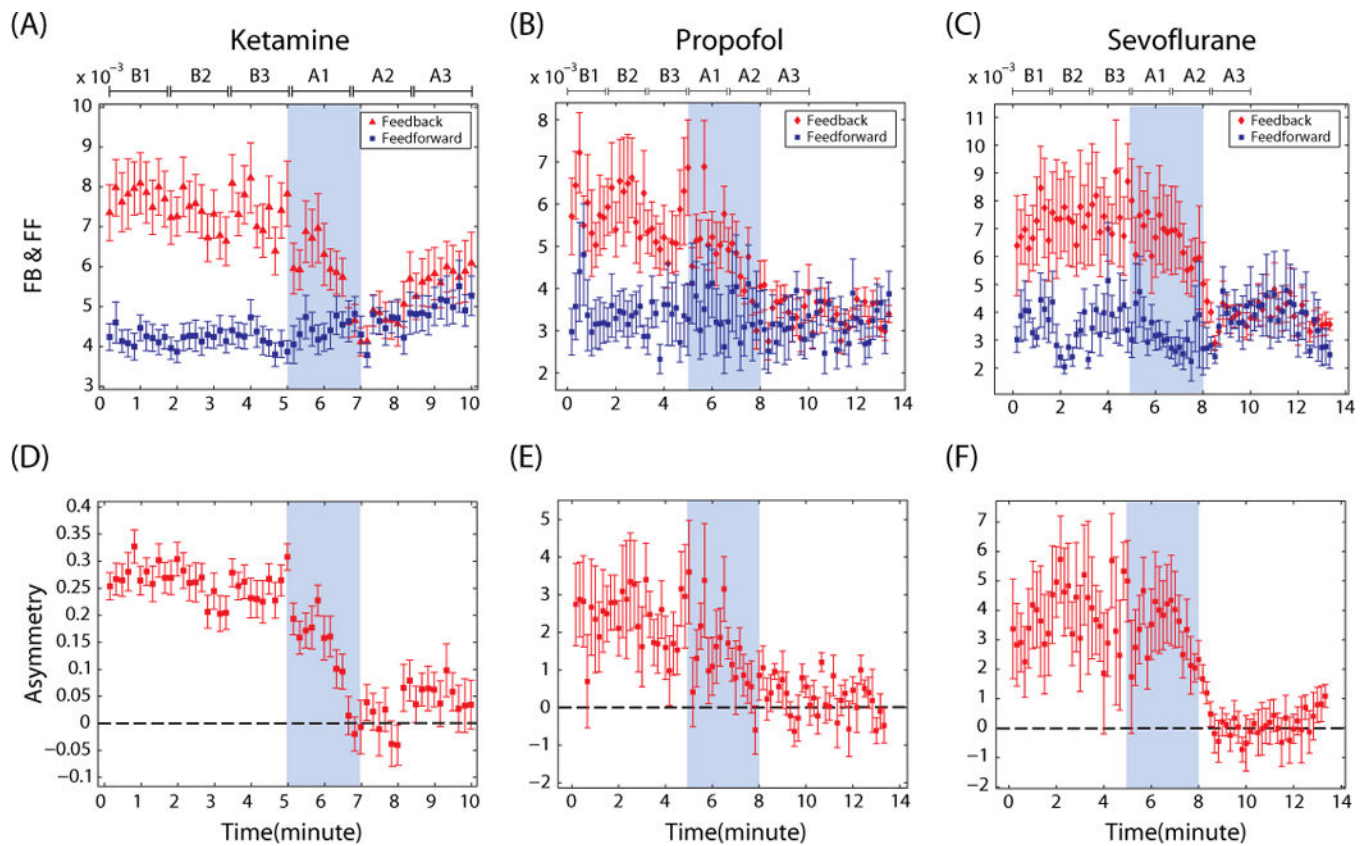 (A) Ketamine
x 10⁻³ B1 B2 B3 A1 A2 A3
10
9
8
7
6
5
4
3
FB & FF
Feedback
Feedforward
0 1 2 3 4 5 6 7 8 9 10
(B) Propofol
x 10⁻³ B1 B2 B3 A1 A2 A3
8
7
6
5
4
3
2
Feedback
Feedforward
0 2 4 6 8 10 12 14
(C) Sevoflurane
x 10⁻³ B1 B2 B3 A1 A2 A3
11
10
9
8
7
6
5
4
3
2
Feedback
Feedforward
0 2 4 6 8 10 12 14
(D)
0.4
0.35
0.3
0.25
0.2
0.15
0.1
0.05
0
−0.05
−0.1
Asymmetry
0 1 2 3 4 5 6 7 8 9 10
Time(minute)
(E)
5
4
3
2
1
0
−1
−2
0 2 4 6 8 10 12 14
Time(minute)
(F)
7
6
5
4
3
2
1
0
−1
−2
0 2 4 6 8 10 12 14
Time(minute)